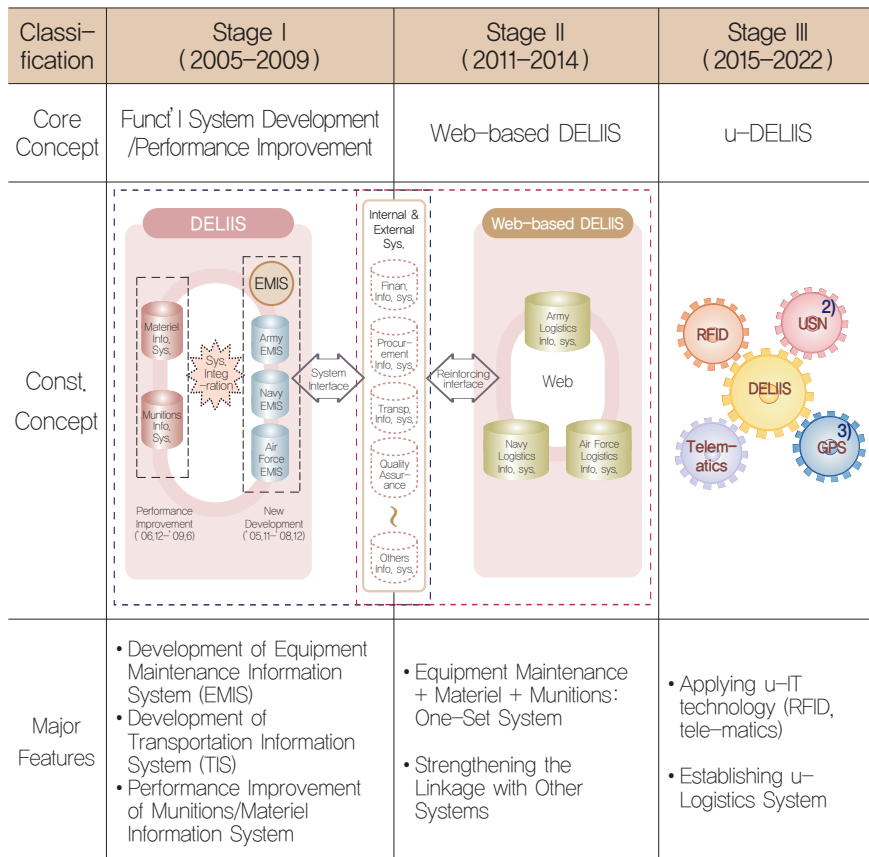 Classi-
fication
Stage I
(2005-2009)
Stage II
(2011-2014)
Stage III
(2015-2022)
Core
Concept
Funct'l System Development
/Performance Improvement
Web-based DELIIS
u-DELIIS
Const.
Concept
DELIIS
EMIS
Materiel
Info,
Sys,
Munitions
Info,
Sys,
Sys,
Integ
-ration
Army
EMIS
Navy
EMIS
Air
Force
EMIS
Performance
Improvement
('06,12-'09,6)
New
Development
('05,11-'08,12)
System
Interface
Internal &
External
Sys,
Finan,
Info, sys,
Procur-
ement
Info, sys,
Transp,
Info, sys,
Quality
Assur-
ance
~
Others
Info, sys,
Reinforcing
interface
Web-based DELIIS
Army
Logistics
Info, sys,
Web
Navy
Logistics
Info, sys,
Air Force
Logistics
Info, sys,
RFID
USN 2)
DELIIS
Telem-
atics
GPS 3)
Major
Features
• Development of Equipment
Maintenance Information
System (EMIS)
• Development of
Transportation Information
System (TIS)
• Performance Improvement
of Munitions/Materiel
Information System
• Equipment Maintenance
+ Materiel + Munitions:
One-Set System
• Strengthening the
Linkage with Other
Systems
• Applying u-IT
technology (RFID,
tele-matics)
• Establishing u-
Logistics System